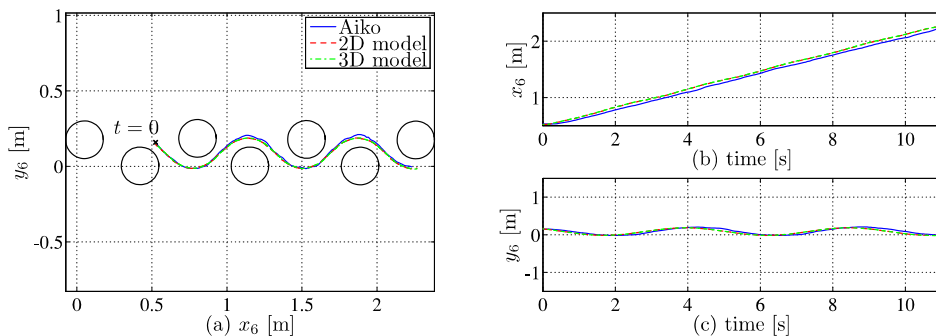 1
0.5
0
-0.5
y₆ [m]
Aiko
2D model
3D model
t = 0
0 0.5 1 1.5 2
(a) x₆ [m]
2
1
x₆ [m]
0 2 4 6 8 10
(b) time [s]
1
0
-1
y₆ [m]
0 2 4 6 8 10
(c) time [s]